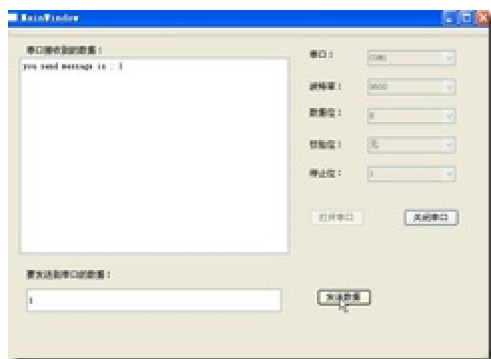 MainWindow
串口接收到的数据：
you send message is : 1
串口：
COM1
波特率：
9600
数据位：
8
校验位：
无
停止位：
1
打开串口
关闭串口
要发送到串口的数据：
1
发送数据